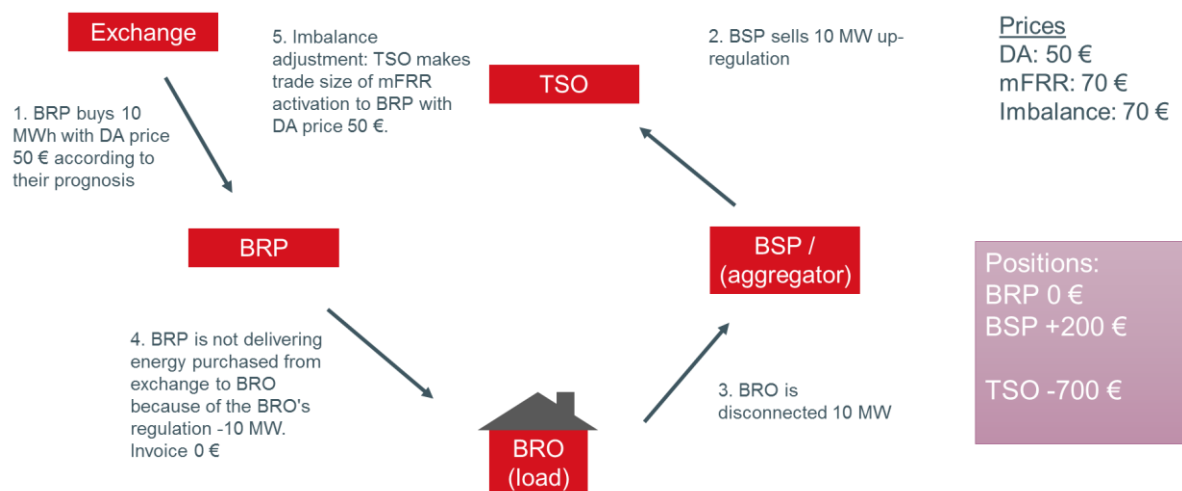 Exchange
1. BRP buys 10
MWh with DA price
50 € according to
their prognosis
5. Imbalance
adjustment: TSO makes
trade size of mFRR
activation to BRP with
DA price 50 €.
TSO
2. BSP sells 10 MW up-
regulation
Prices
DA: 50 €
mFRR: 70 €
Imbalance: 70 €
BRP
BSP /
(aggregator)
4. BRP is not delivering
energy purchased from
exchange to BRO
because of the BRO's
regulation -10 MW.
Invoice 0 €
BRO
(load)
3. BRO is
disconnected 10 MW
Positions:
BRP 0 €
BSP +200 €
TSO -700 €